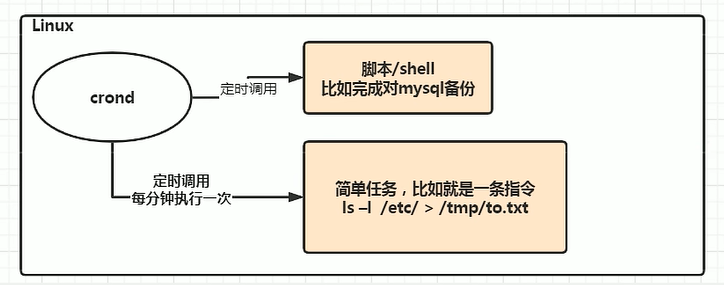 Linux
crond
定时调用
脚本/shell
比如完成对mysql备份
定时调用
每分钟执行一次
简单任务，比如就是一条指令
ls –l /etc/ > /tmp/to.txt